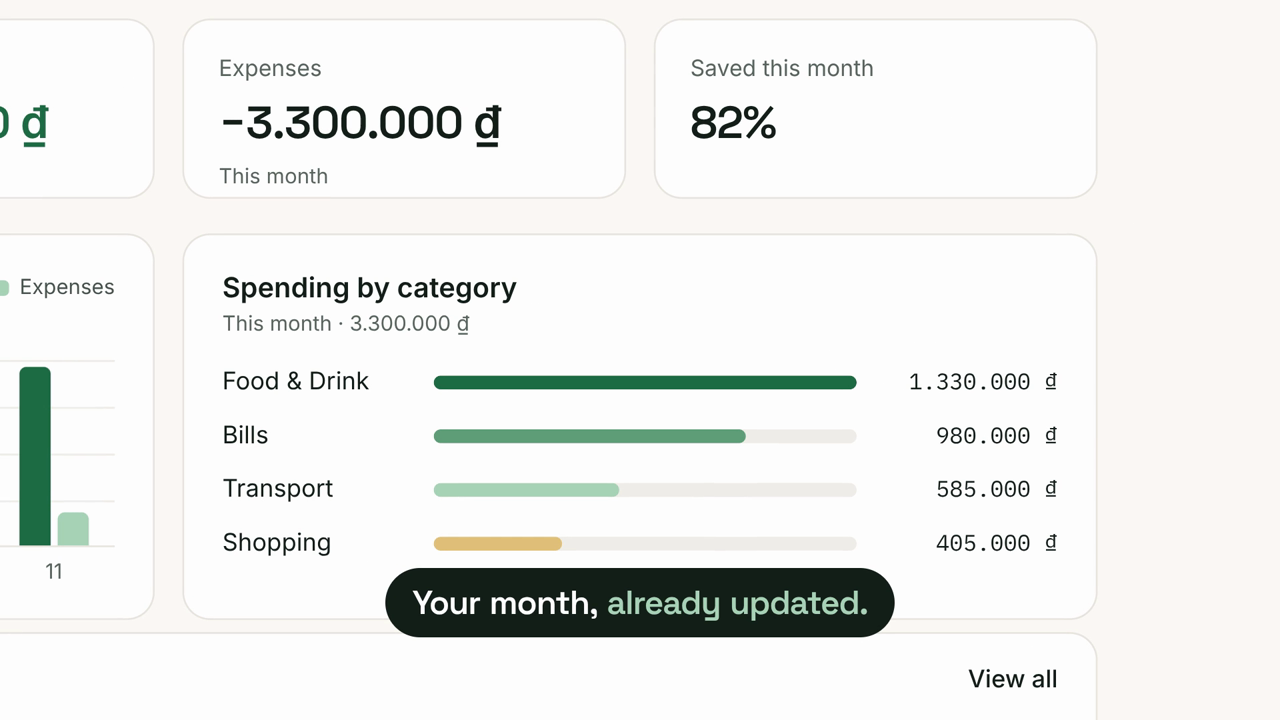 0 ₫
Expenses
−3.300.000 ₫
This month
Saved this month
82%
Expenses
11
Spending by category
This month · 3.300.000 ₫
Food & Drink 1.330.000 ₫
Bills 980.000 ₫
Transport 585.000 ₫
Shopping 405.000 ₫
Your month, already updated.
View all